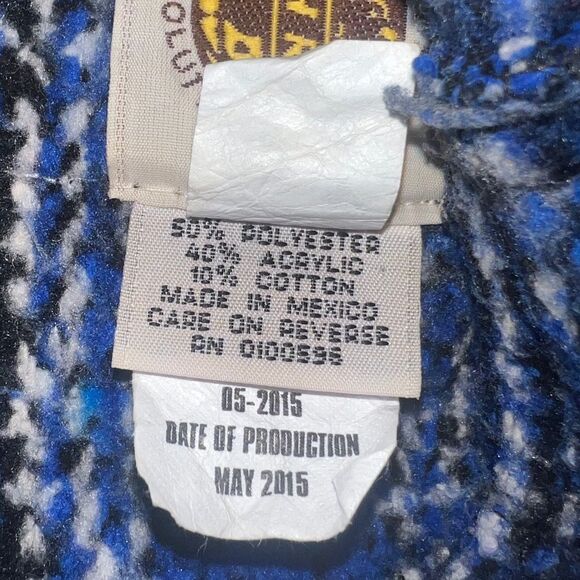 50% POLYESTER
40% ACRYLIC
10% COTTON
MADE IN MEXICO
CARE ON REVERSE
RN 0100595
05-2015
DATE OF PRODUCTION
MAY 2015